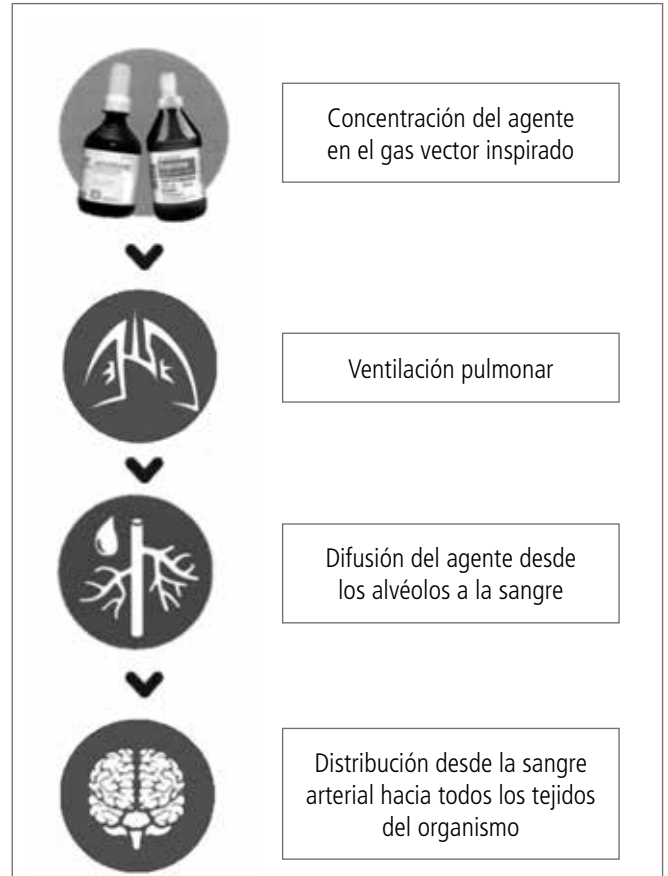 Concentración del agente
en el gas vector inspirado
Ventilación pulmonar
Difusión del agente desde
los alvéolos a la sangre
Distribución desde la sangre
arterial hacia todos los tejidos
del organismo